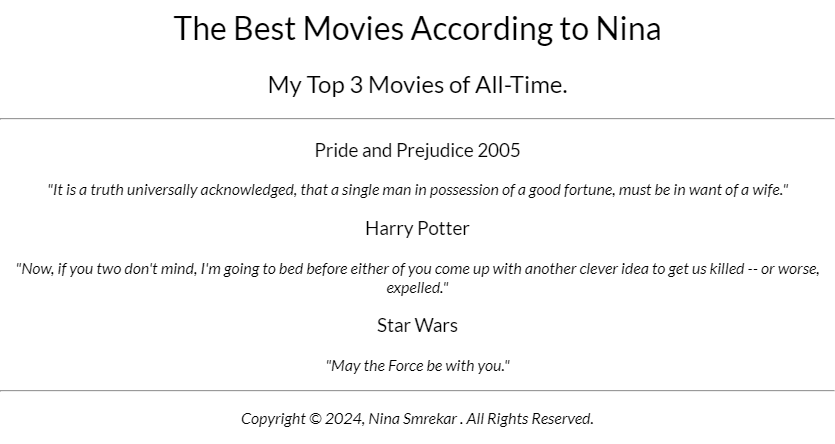 The Best Movies According to Nina
My Top 3 Movies of All-Time.
Pride and Prejudice 2005
"It is a truth universally acknowledged, that a single man in possession of a good fortune, must be in want of a wife."
Harry Potter
"Now, if you two don't mind, I'm going to bed before either of you come up with another clever idea to get us killed -- or worse,
expelled."
Star Wars
"May the Force be with you."
Copyright © 2024, Nina Smrekar . All Rights Reserved.